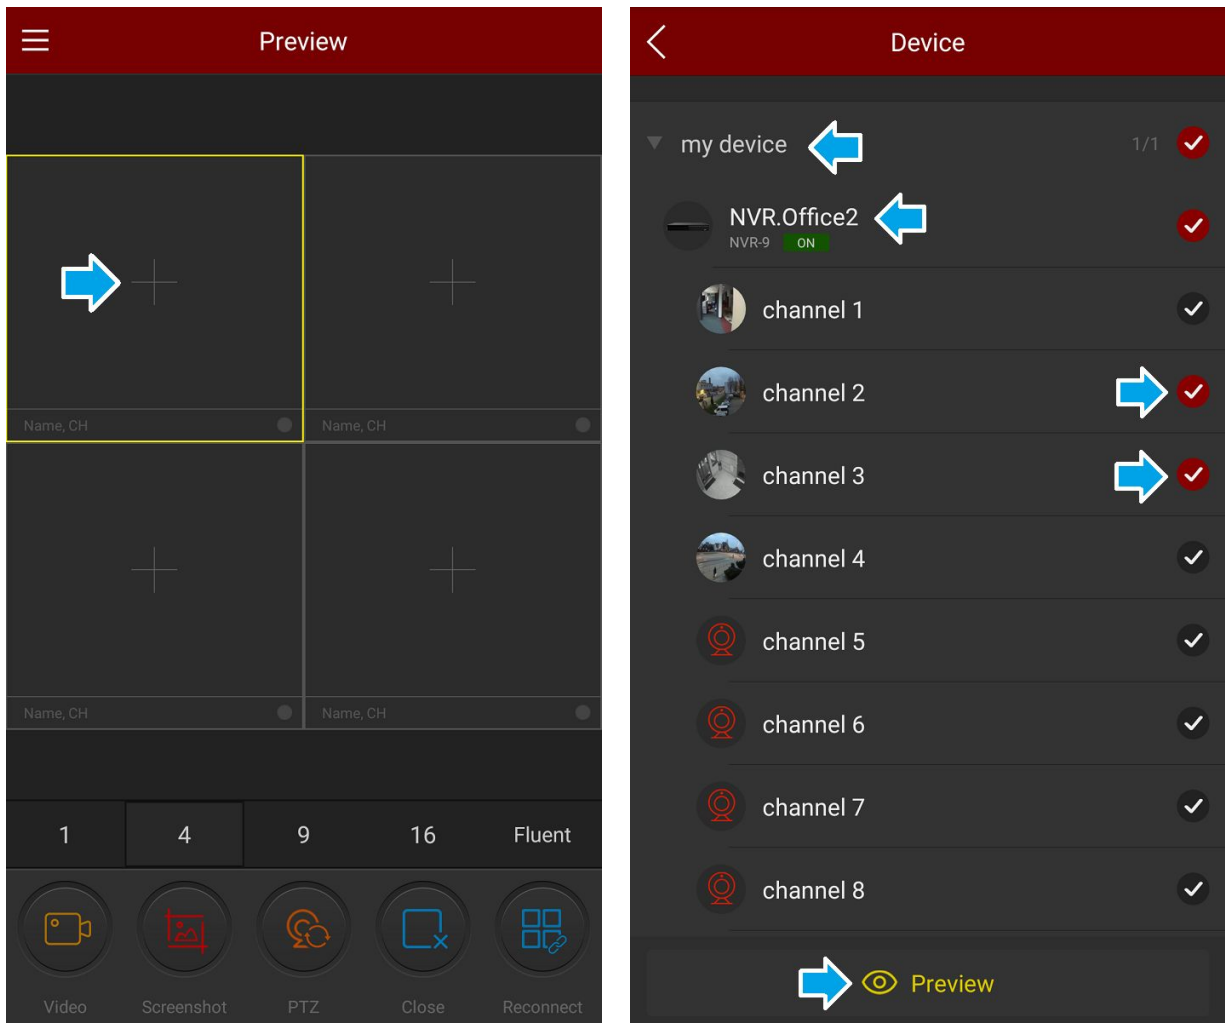 Preview
Name, CH
Name, CH
Name, CH
Name, CH
1 4 9 16 Fluent
Video Screenshot PTZ Close Reconnect
Device
my device 1/1
NVR.Office2
NVR-9 ON
channel 1
channel 2
channel 3
channel 4
channel 5
channel 6
channel 7
channel 8
Preview